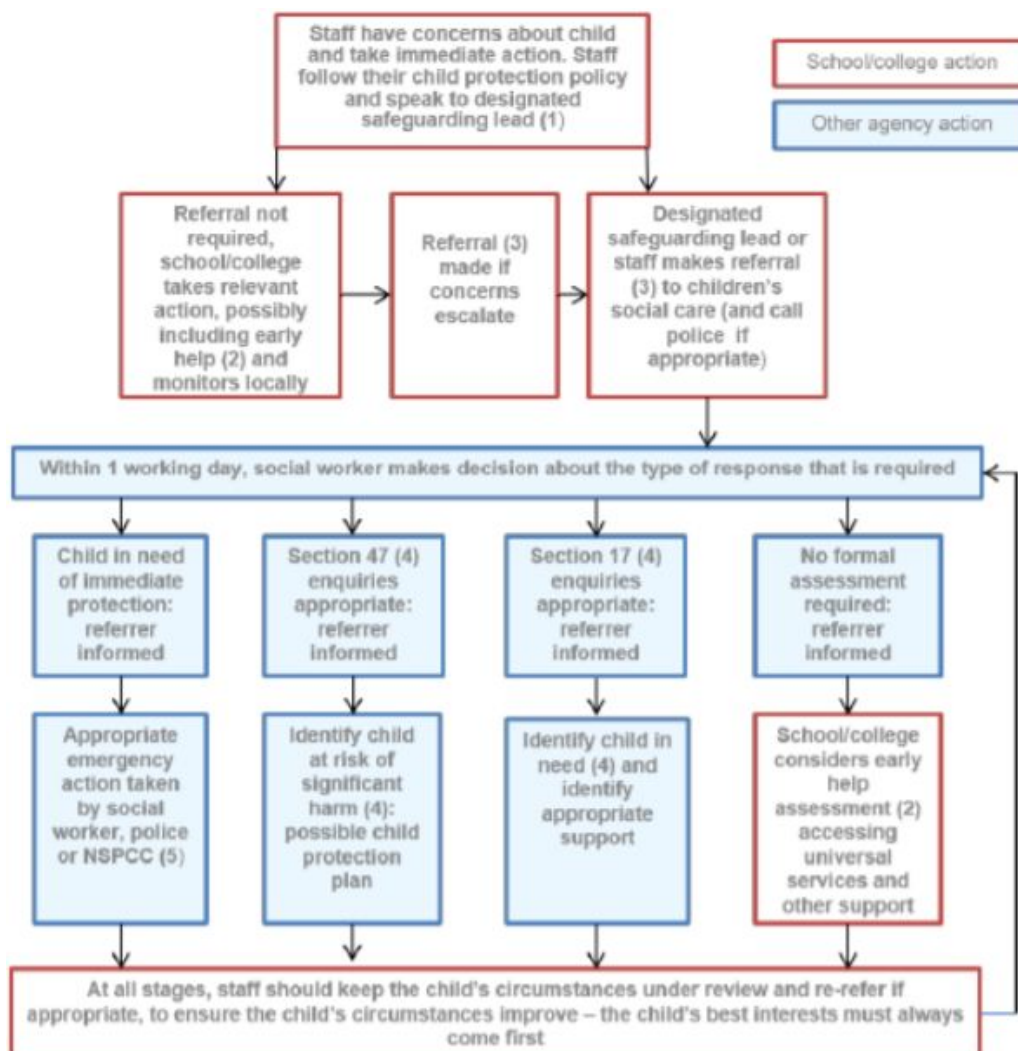 Staff have concerns about child
and take immediate action. Staff
follow their child protection policy
and speak to designated
safeguarding lead (1)
School/college action
Other agency action
Referral not
required,
school/college
takes relevant
action, possibly
including early
help (2) and
monitors locally
Referral (3)
made if
concerns
escalate
Designated
safeguarding lead or
staff makes referral
(3) to children's
social care (and call
police if
appropriate)
Within 1 working day, social worker makes decision about the type of response that is required
Child in need
of immediate
protection:
referrer
informed
Section 47 (4)
enquiries
appropriate:
referrer
informed
Section 17 (4)
enquiries
appropriate:
referrer
informed
No formal
assessment
required:
referrer
informed
Appropriate
emergency
action taken
by social
worker, police
or NSPCC (5)
Identify child
at risk of
significant
harm (4):
possible child
protection
plan
Identify child in
need (4) and
identify
appropriate
support
School/college
considers early
help
assessment (2)
accessing
universal
services and
other support
At all stages, staff should keep the child's circumstances under review and re-refer if
appropriate, to ensure the child's circumstances improve – the child's best interests must always
come first